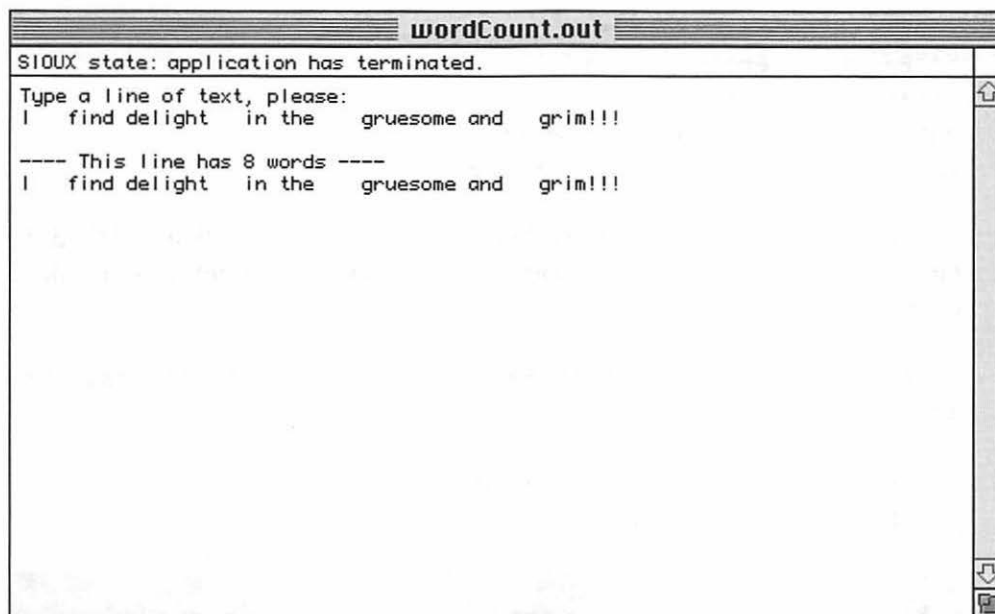 wordCount.out
SIOUX state: application has terminated.
Type a line of text, please:
I   find delight   in the    gruesome and   grim!!!
---- This line has 8 words ----
I   find delight   in the    gruesome and   grim!!!